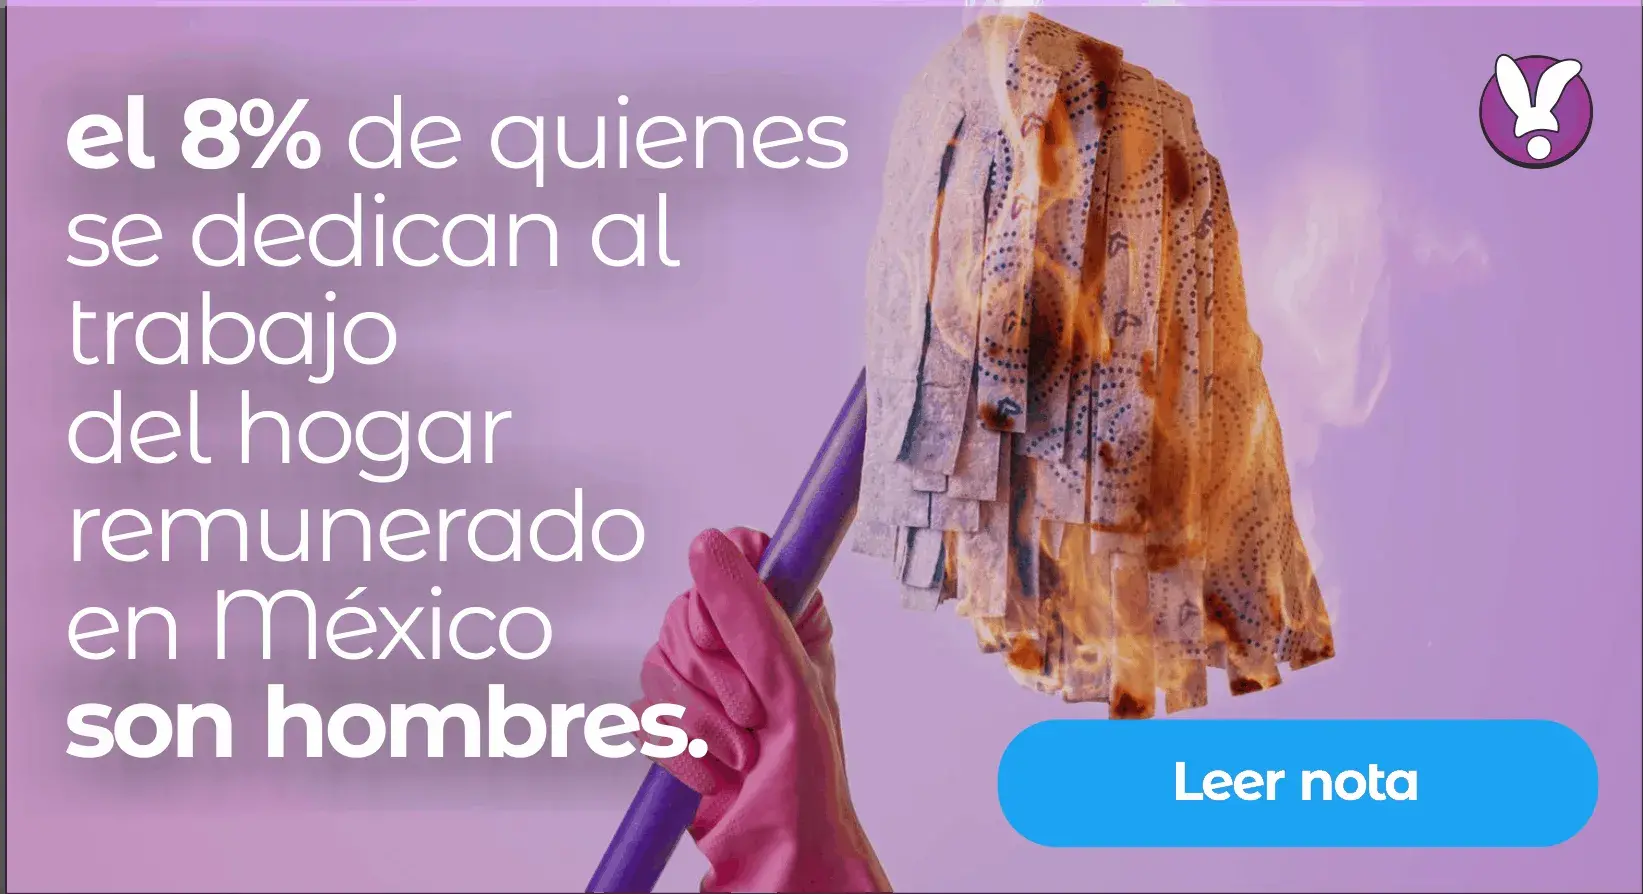 el 8% de quienes
se dedican al
trabajo
del hogar
remunerado
en México
son hombres.
Leer nota